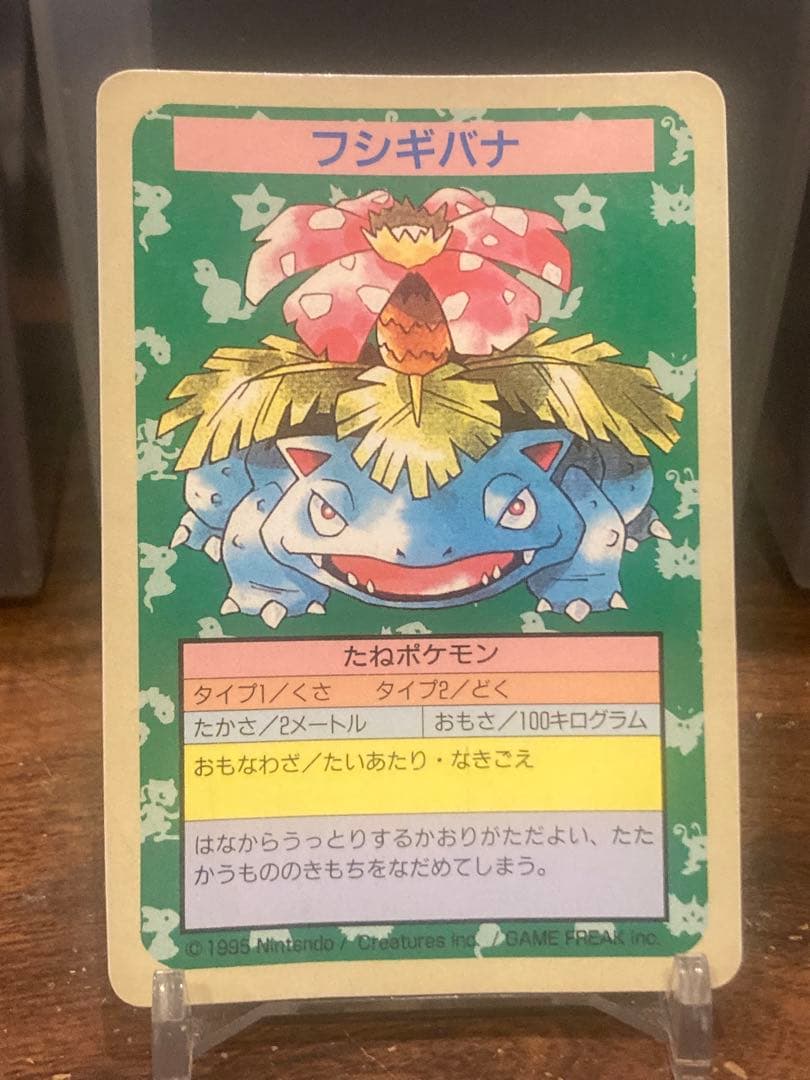 フシギバナ
たねポケモン
タイプ1／くさ　タイプ2／どく
たかさ／2メートル　おもさ／100キログラム
おもなわざ／たいあたり・なきごえ
はなからうっとりするかおりがただよい、たた
かうもののきもちをなだめてしまう。
© 1995 Nintendo / Creatures inc. / GAME FREAK inc.